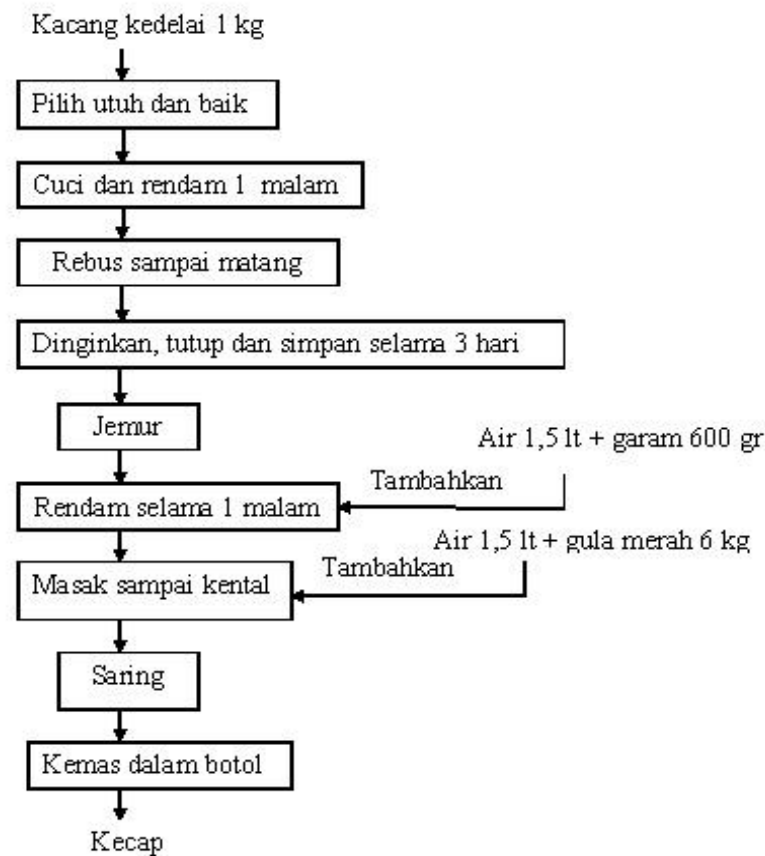 Kacang kedelai 1 kg
Pilih utuh dan baik
Cuci dan rendam 1 malam
Rebus sampai matang
Dinginkan, tutup dan simpan selama 3 hari
Jemur
Air 1,5 lt + garam 600 gr
Tambahkan
Rendam selama 1 malam
Air 1,5 lt + gula merah 6 kg
Tambahkan
Masak sampai kental
Saring
Kemas dalam botol
Kecap